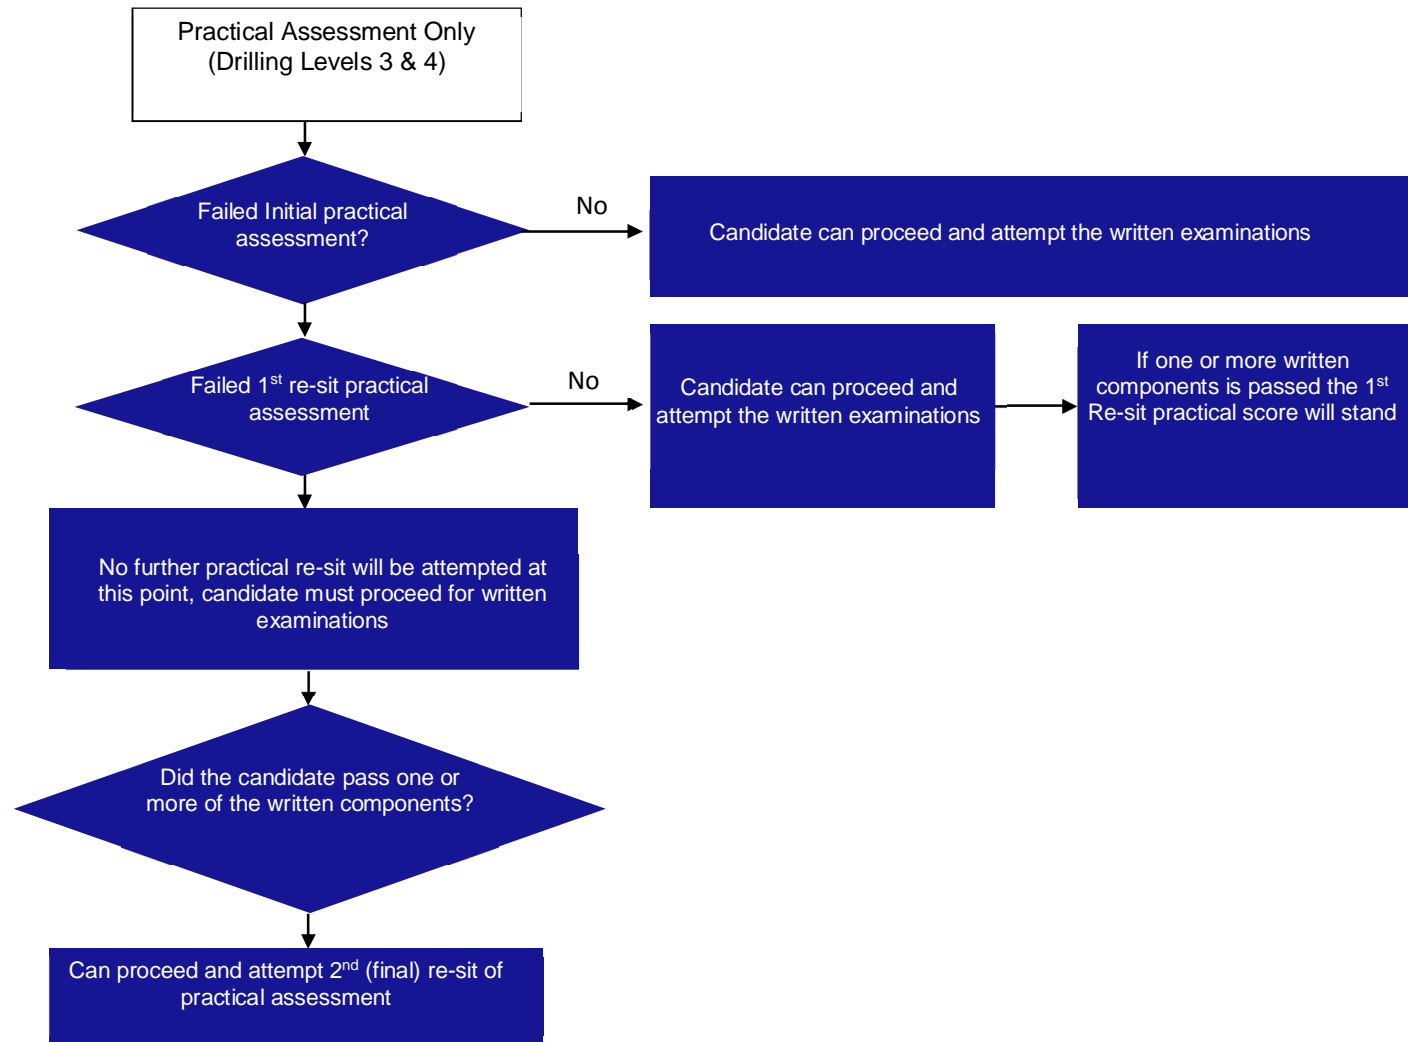 Practical Assessment Only
(Drilling Levels 3 & 4)
Failed Initial practical
assessment?
No
Candidate can proceed and attempt the written examinations
Failed 1st re-sit practical
assessment
No
Candidate can proceed and
attempt the written examinations
If one or more written
components is passed the 1st
Re-sit practical score will stand
No further practical re-sit will be attempted at
this point, candidate must proceed for written
examinations
Did the candidate pass one or
more of the written components?
Can proceed and attempt 2nd (final) re-sit of
practical assessment